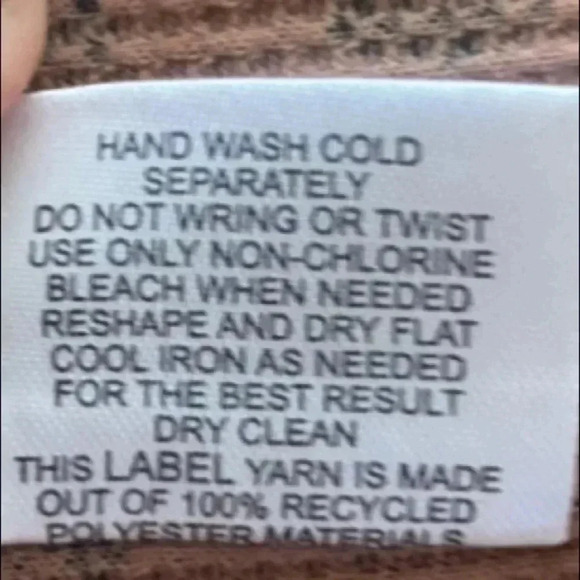 HAND WASH COLD
SEPARATELY
DO NOT WRING OR TWIST
USE ONLY NON-CHLORINE
BLEACH WHEN NEEDED
RESHAPE AND DRY FLAT
COOL IRON AS NEEDED
FOR THE BEST RESULT
DRY CLEAN
THIS LABEL YARN IS MADE
OUT OF 100% RECYCLED
POLYESTER MATERIALS